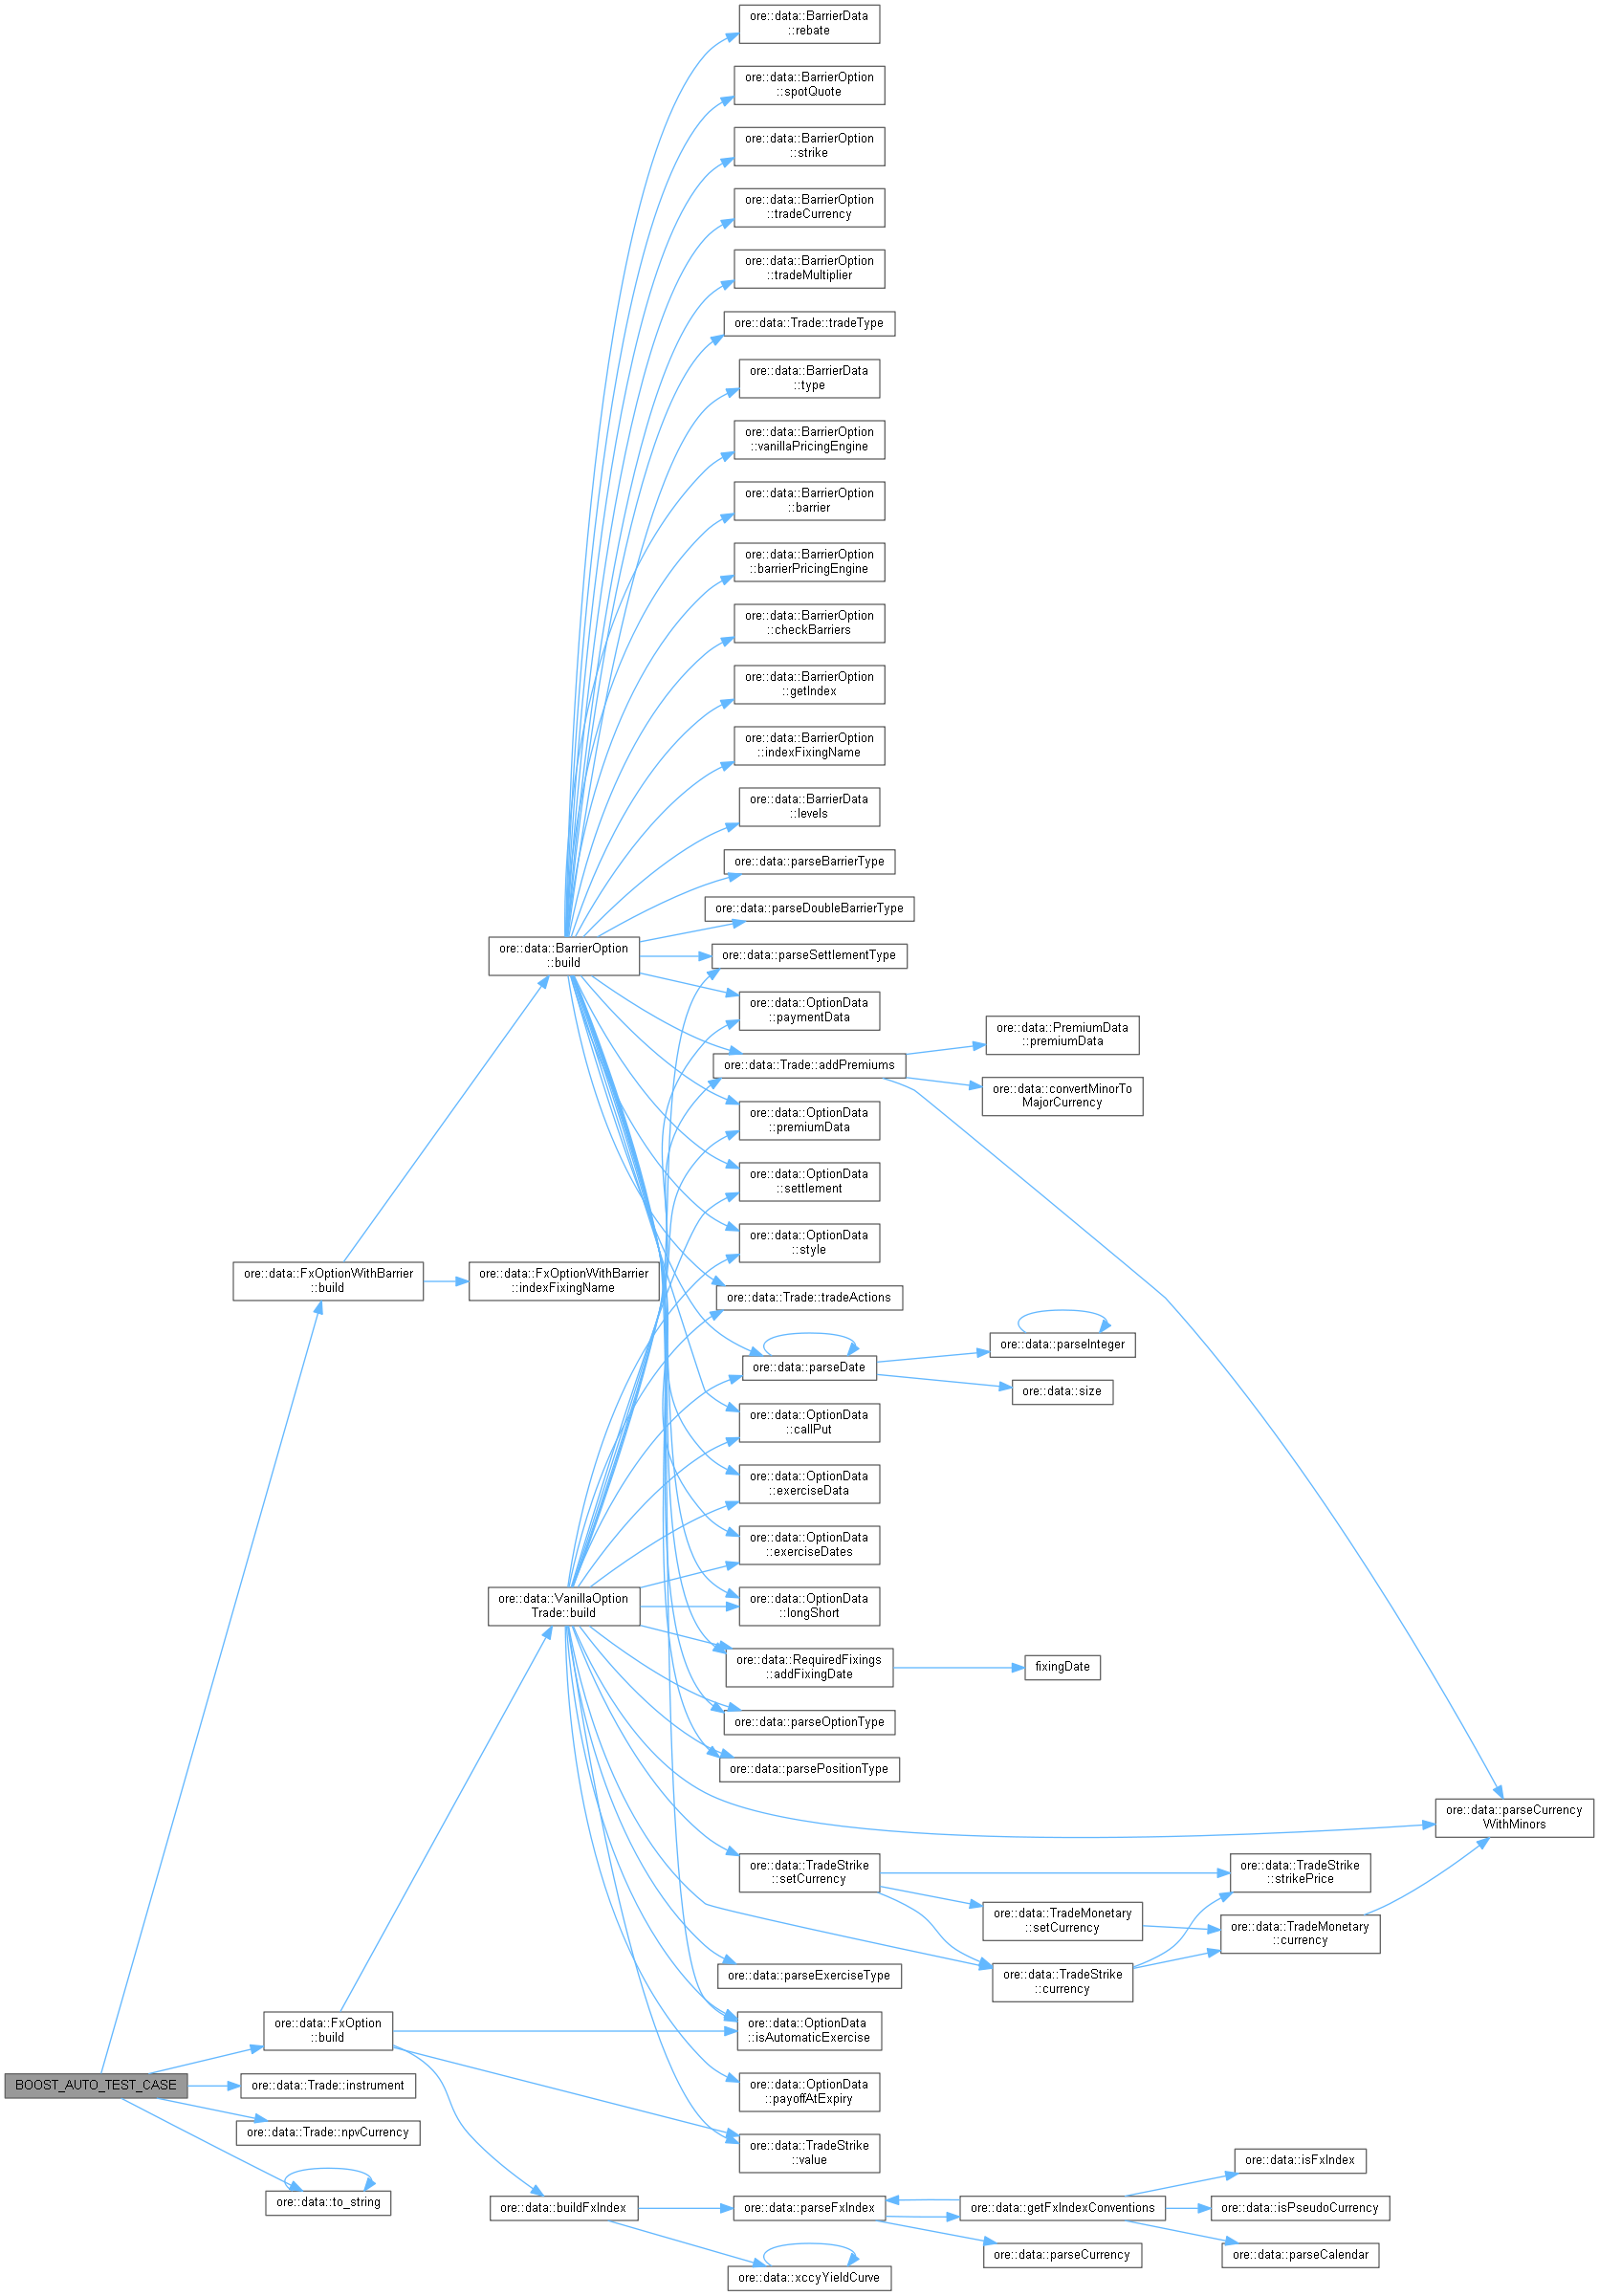 ore::data::BarrierData
::rebate
ore::data::BarrierOption
::spotQuote
ore::data::BarrierOption
::strike
ore::data::BarrierOption
::tradeCurrency
ore::data::BarrierOption
::tradeMultiplier
ore::data::Trade::tradeType
ore::data::BarrierData
::type
ore::data::BarrierOption
::vanillaPricingEngine
ore::data::BarrierOption
::barrier
ore::data::BarrierOption
::barrierPricingEngine
ore::data::BarrierOption
::checkBarriers
ore::data::BarrierOption
::getIndex
ore::data::BarrierOption
::indexFixingName
ore::data::BarrierData
::levels
ore::data::parseBarrierType
ore::data::parseDoubleBarrierType
ore::data::BarrierOption
::build
ore::data::parseSettlementType
ore::data::OptionData
::paymentData
ore::data::PremiumData
::premiumData
ore::data::Trade::addPremiums
ore::data::convertMinorTo
MajorCurrency
ore::data::OptionData
::premiumData
ore::data::OptionData
::settlement
ore::data::OptionData
::style
ore::data::FxOptionWithBarrier
::build
ore::data::FxOptionWithBarrier
::indexFixingName
ore::data::Trade::tradeActions
ore::data::parseInteger
ore::data::parseDate
ore::data::size
ore::data::OptionData
::callPut
ore::data::OptionData
::exerciseData
ore::data::OptionData
::exerciseDates
ore::data::VanillaOption
Trade::build
ore::data::OptionData
::longShort
ore::data::RequiredFixings
::addFixingDate
fixingDate
ore::data::parseOptionType
ore::data::parsePositionType
ore::data::parseCurrency
WithMinors
ore::data::TradeStrike
::setCurrency
ore::data::TradeStrike
::strikePrice
ore::data::TradeMonetary
::setCurrency
ore::data::TradeMonetary
::currency
ore::data::parseExerciseType
ore::data::TradeStrike
::currency
ore::data::FxOption
::build
ore::data::OptionData
::isAutomaticExercise
BOOST_AUTO_TEST_CASE
ore::data::Trade::instrument
ore::data::OptionData
::payoffAtExpiry
ore::data::Trade::npvCurrency
ore::data::TradeStrike
::value
ore::data::isFxIndex
ore::data::to_string
ore::data::buildFxIndex
ore::data::parseFxIndex
ore::data::getFxIndexConventions
ore::data::isPseudoCurrency
ore::data::parseCurrency
ore::data::parseCalendar
ore::data::xccyYieldCurve